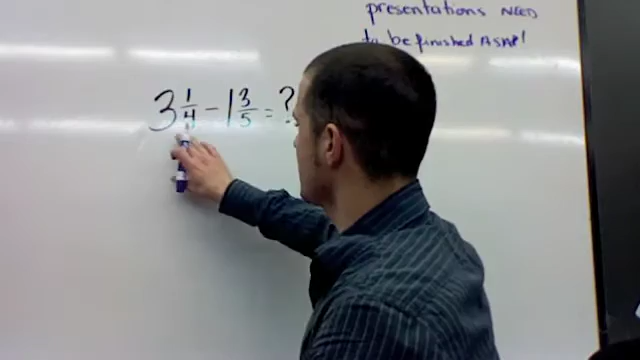 presentations NEED
to be finished ASAP!
3 1/4 - 1 3/5 = ?